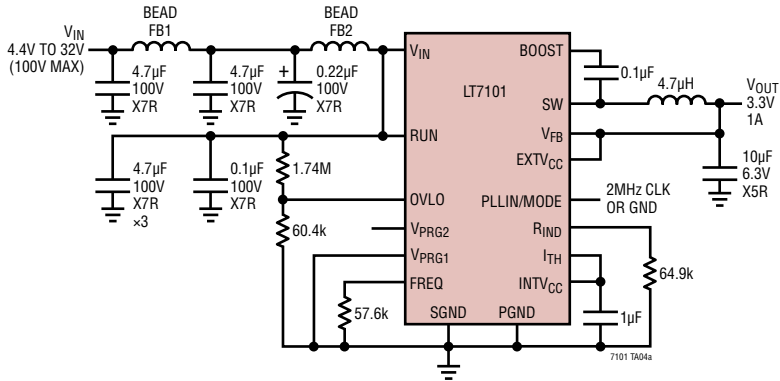 BEAD
FB1
BEAD
FB2
VIN
4.4V TO 32V
(100V MAX)
4.7µF
100V
X7R
4.7µF
100V
X7R
+
0.22µF
100V
X7R
4.7µF
100V
X7R
×3
0.1µF
100V
X7R
1.74M
60.4k
57.6k
VIN
RUN
OVLO
VPRG2
VPRG1
FREQ
SGND
PGND
LT7101
BOOST
SW
VFB
EXTVCC
PLLIN/MODE
RIND
ITH
INTVCC
0.1µF
4.7µH
VOUT
3.3V
1A
10µF
6.3V
X5R
2MHz CLK
OR GND
64.9k
1µF
7101 TA04a